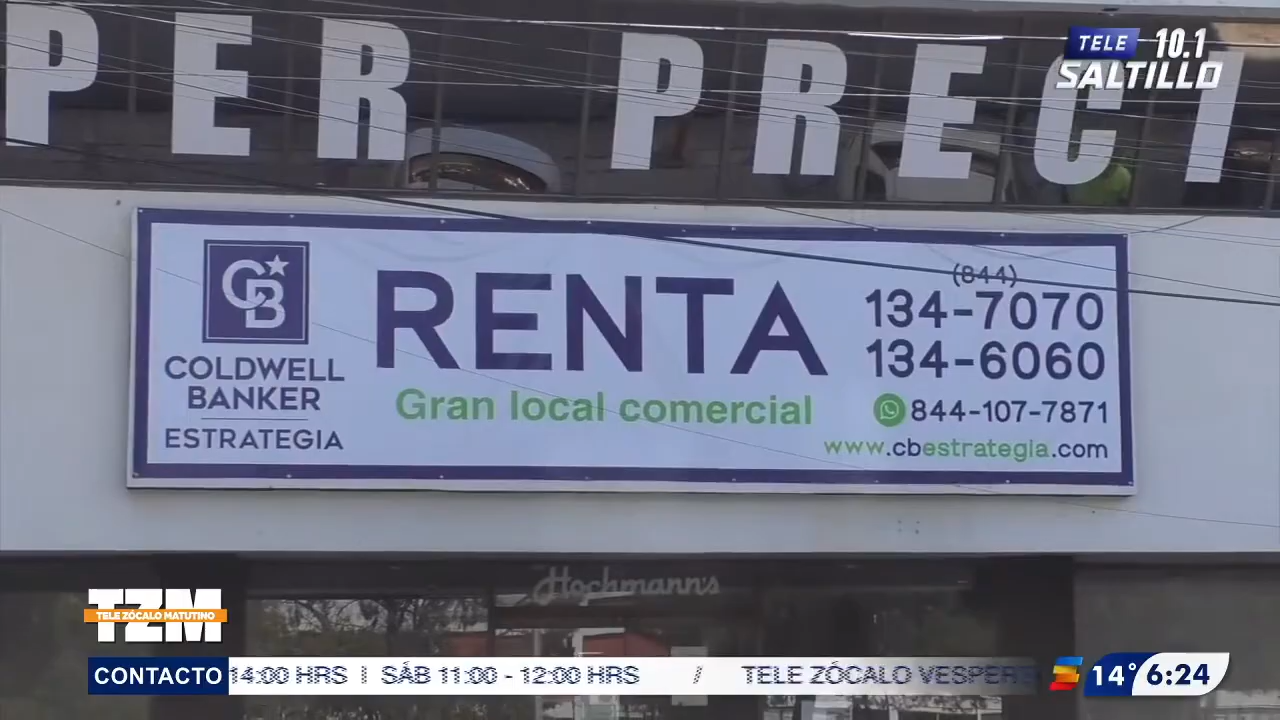 PER PRECI
TELE 10.1
SALTILLO
CB
COLDWELL
BANKER
ESTRATEGIA
RENTA
Gran local comercial
(844)
134-7070
134-6060
844-107-7871
www.cbestrategia.com
Hochmann's
TZM
TELE ZÓCALO MATUTINO
CONTACTO 14:00 HRS | SÁB 11:00 - 12:00 HRS / TELE ZÓCALO VESPER
14° 6:24